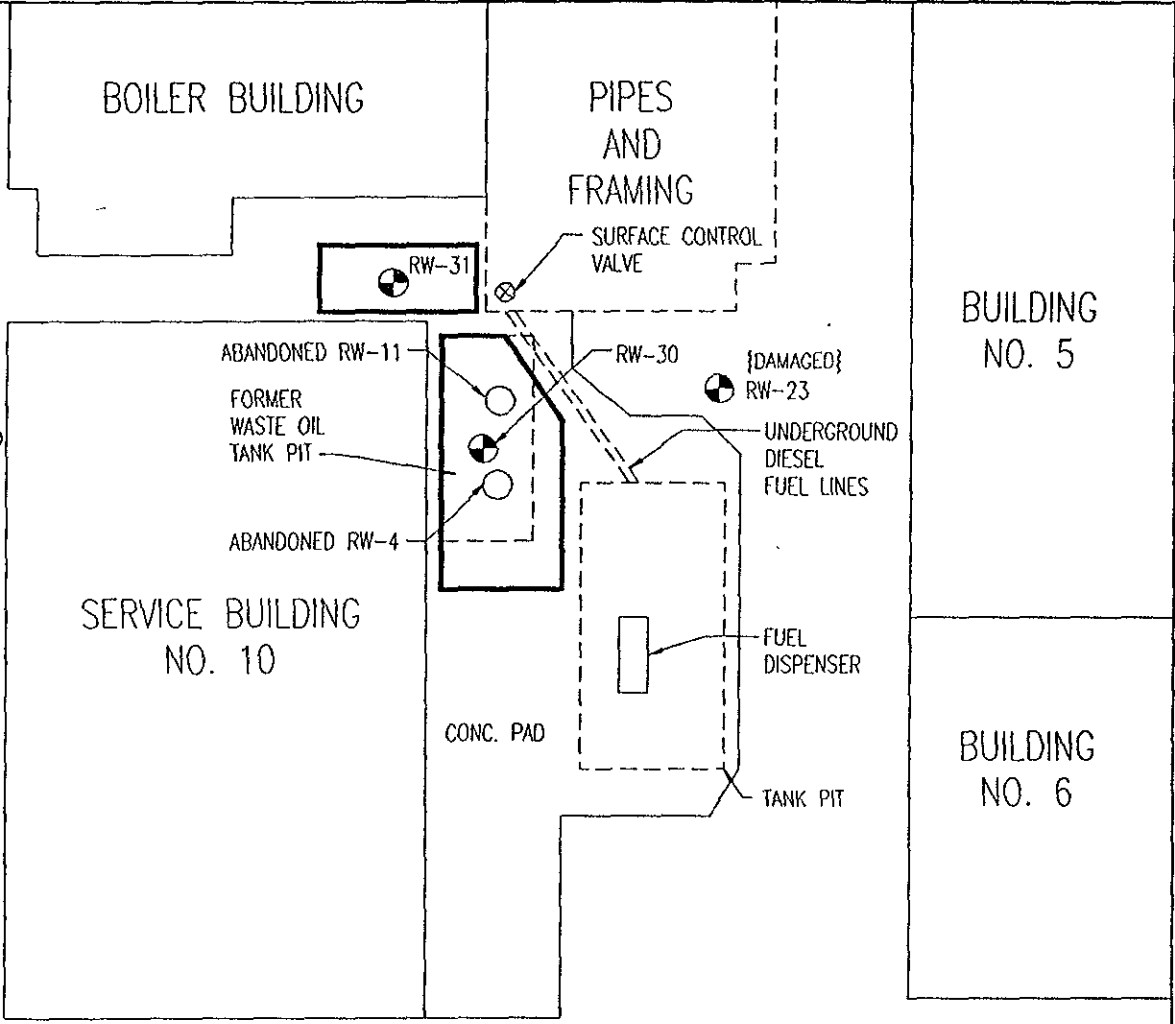 BOILER BUILDING
PIPES
AND
FRAMING
SURFACE CONTROL
VALVE
RW-31
BUILDING
NO. 5
ABANDONED RW-11
RW-30
{DAMAGED}
RW-23
FORMER
WASTE OIL
TANK PIT
UNDERGROUND
DIESEL
FUEL LINES
ABANDONED RW-4
SERVICE BUILDING
NO. 10
FUEL
DISPENSER
CONC. PAD
BUILDING
NO. 6
TANK PIT